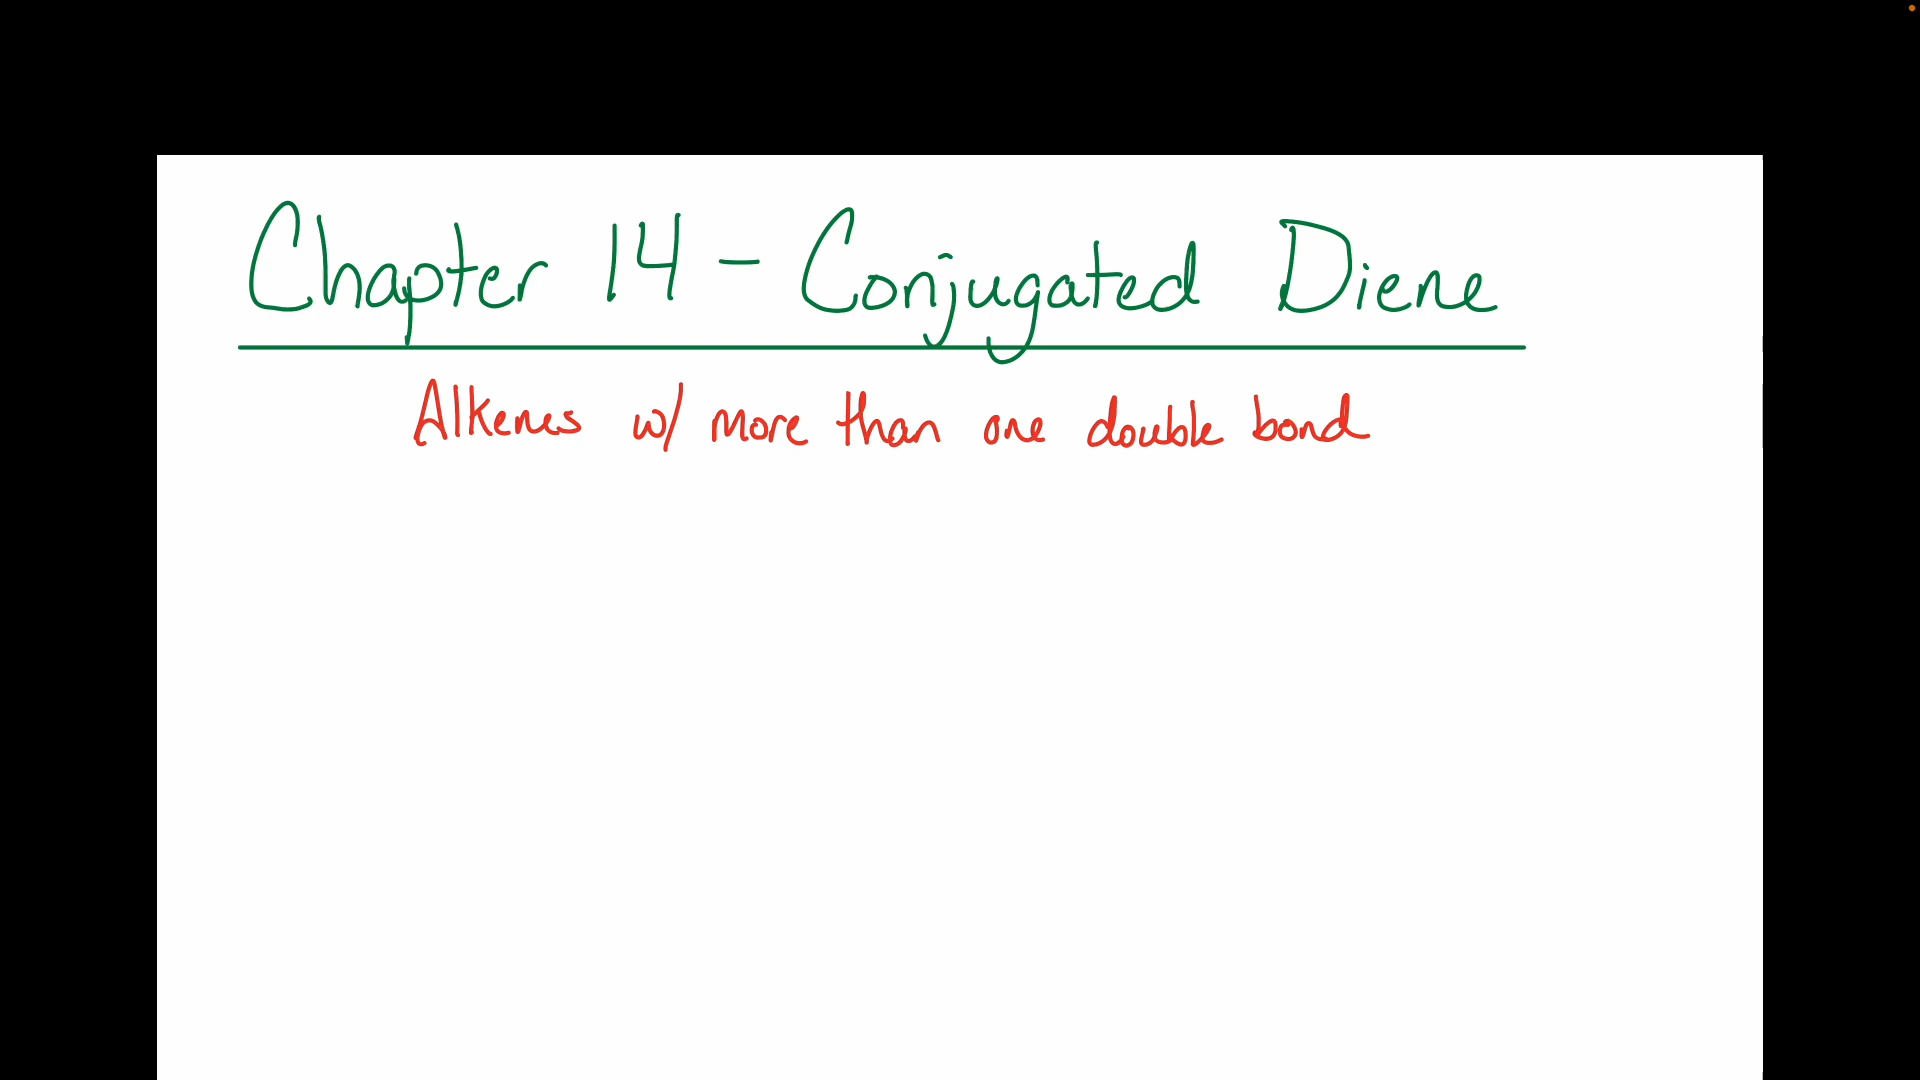 Chapter 14 - Conjugated Diene
Alkenes w/ more than one double bond